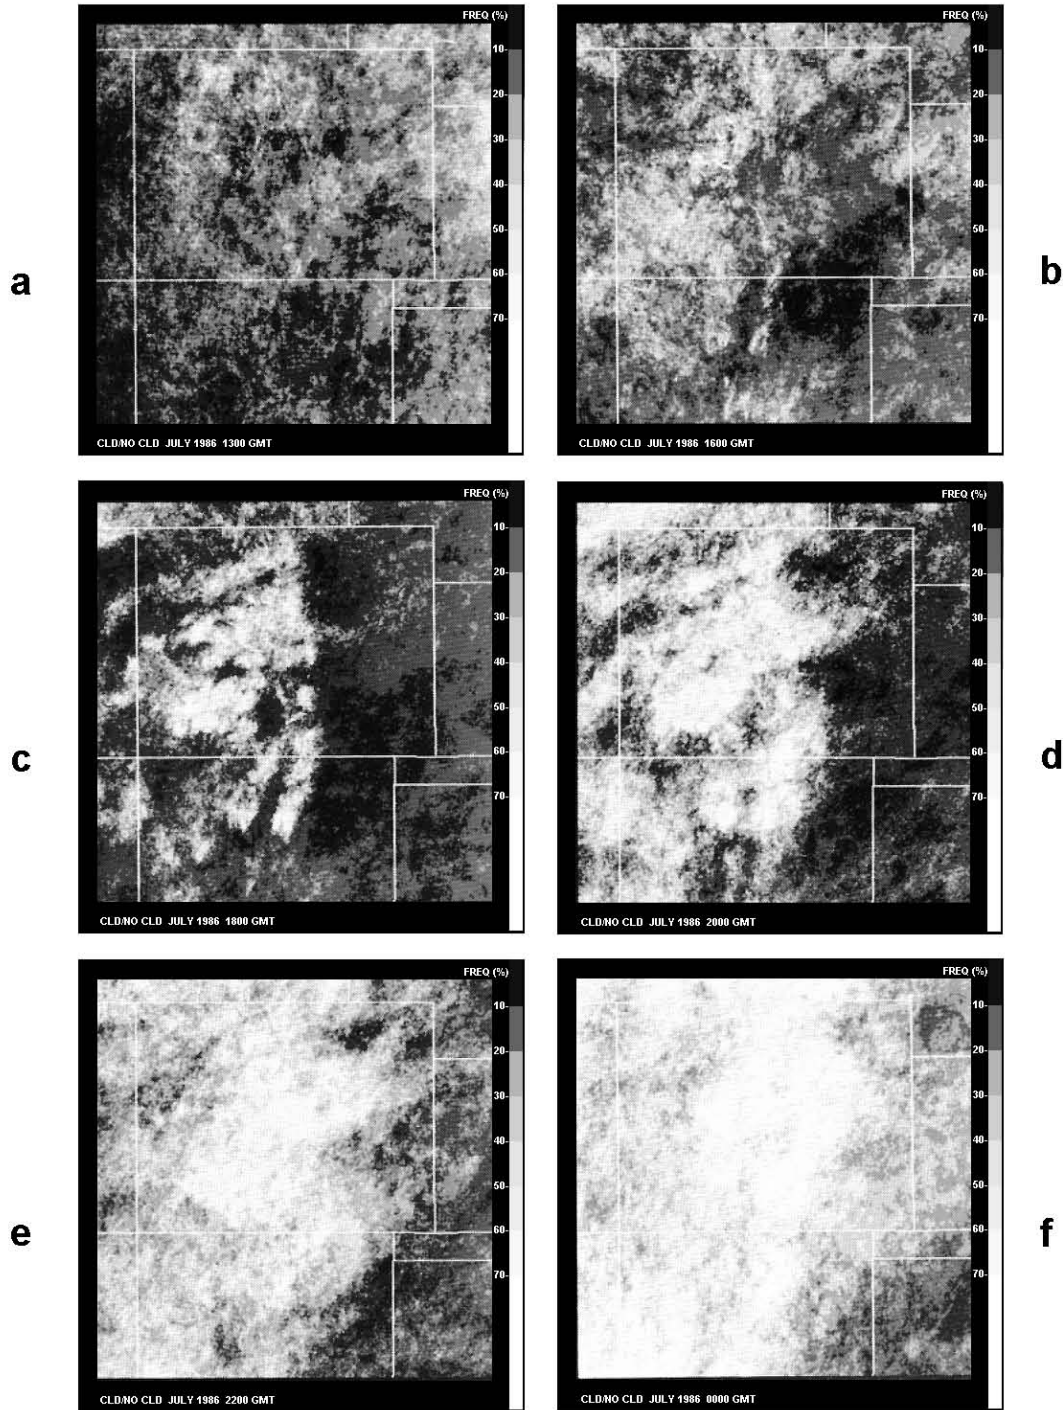 FREQ (%)
10-
20-
30-
40-
50-
60-
70-
CLD/NO CLD JULY 1986 1300 GMT
a
FREQ (%)
10-
20-
30-
40-
50-
60-
70-
CLD/NO CLD JULY 1986 1600 GMT
b
FREQ (%)
10-
20-
30-
40-
50-
60-
70-
CLD/NO CLD JULY 1986 1800 GMT
c
FREQ (%)
10-
20-
30-
40-
50-
60-
70-
CLD/NO CLD JULY 1986 2000 GMT
d
FREQ (%)
10-
20-
30-
40-
50-
60-
70-
CLD/NO CLD JULY 1986 2200 GMT
e
FREQ (%)
10-
20-
30-
40-
50-
60-
70-
CLD/NO CLD JULY 1986 0000 GMT
f